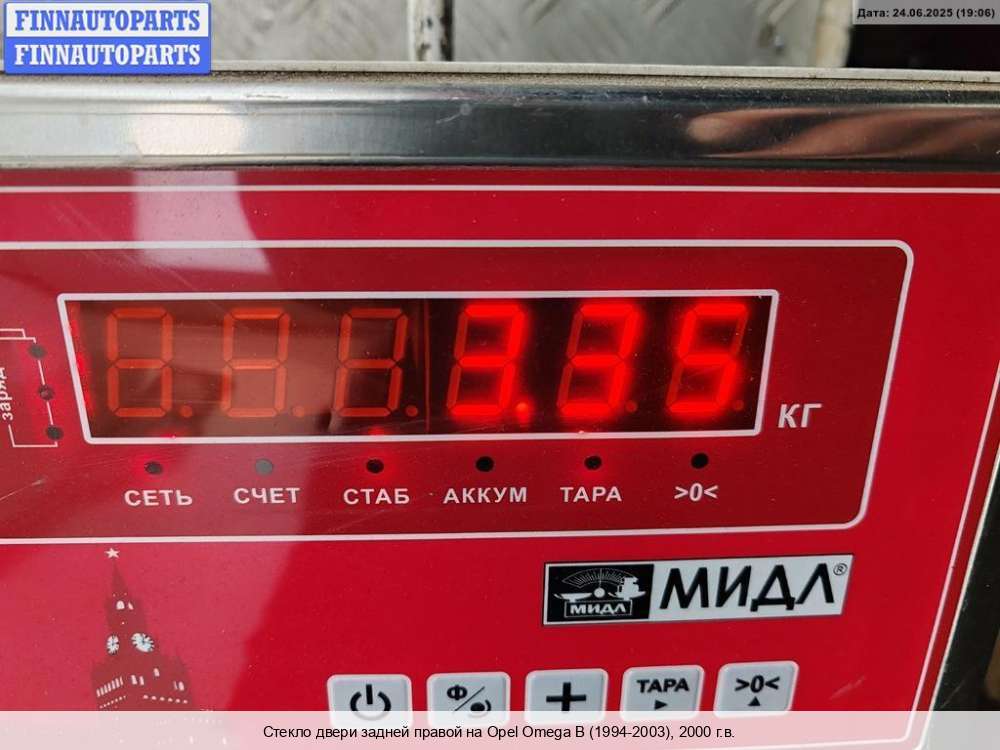 FINNAUTOPARTS
FINNAUTOPARTS
Дата: 24.06.2025 (19:06)
заряд
3.35
КГ
СЕТЬ СЧЕТ СТАБ АККУМ ТАРА >0<
МИДЛ МИДЛ®
Ф ТАРА >0<
Стекло двери задней правой на Opel Omega B (1994-2003), 2000 г.в.